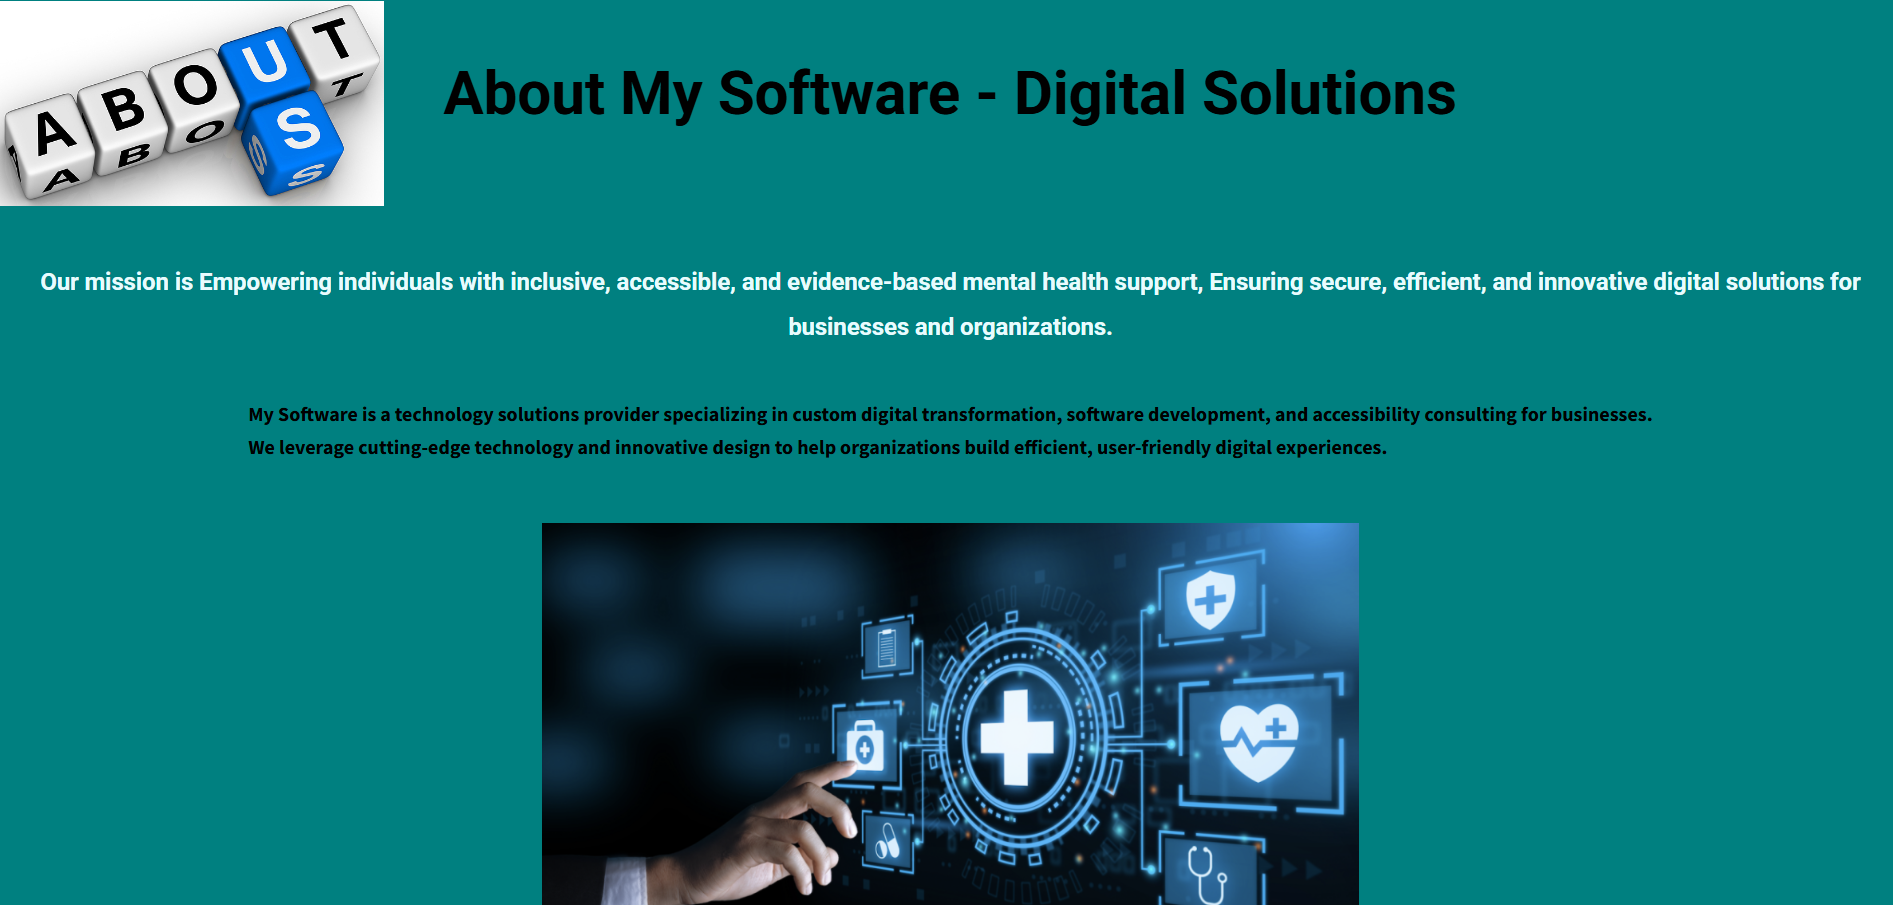 ABOUT
US
About My Software - Digital Solutions
Our mission is Empowering individuals with inclusive, accessible, and evidence-based mental health support, Ensuring secure, efficient, and innovative digital solutions for
businesses and organizations.
My Software is a technology solutions provider specializing in custom digital transformation, software development, and accessibility consulting for businesses.
We leverage cutting-edge technology and innovative design to help organizations build efficient, user-friendly digital experiences.